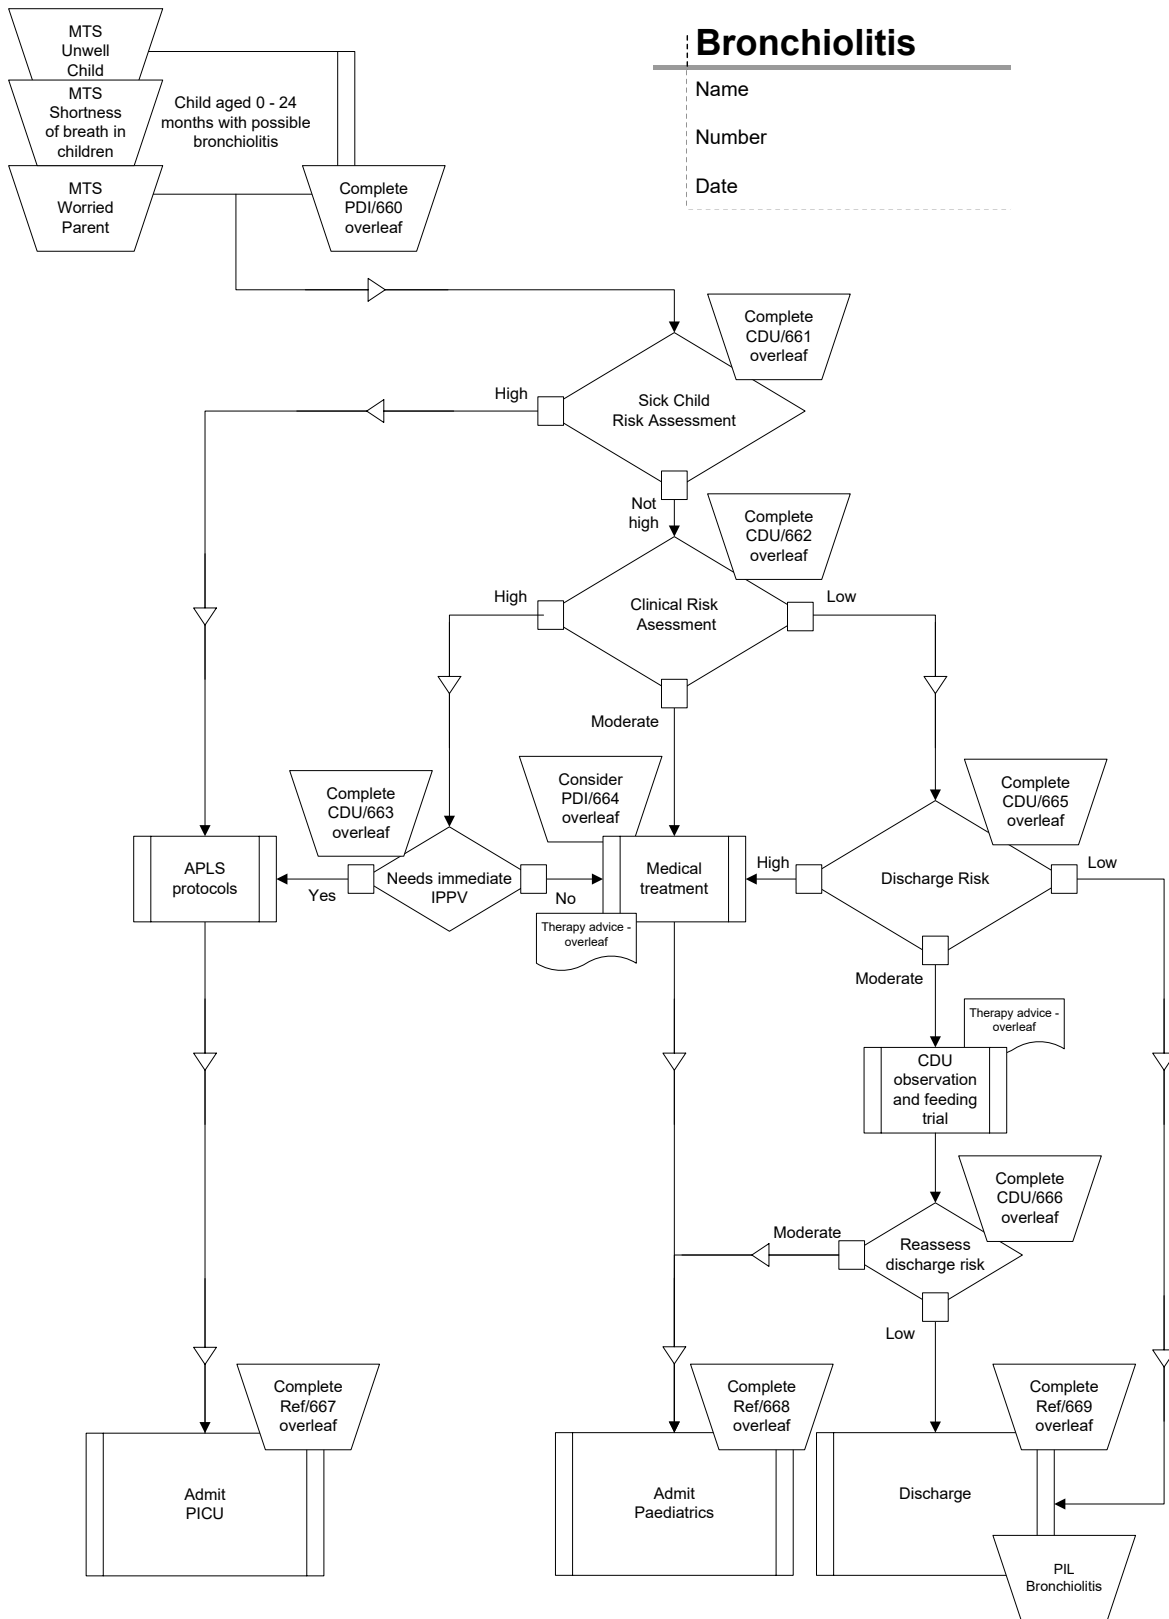 Bronchiolitis
Name
Number
Date
MTS
Unwell
Child
MTS
Shortness
of breath in
children
MTS
Worried
Parent
Child aged 0 - 24
months with possible
bronchiolitis
Complete
PDI/660
overleaf
Complete
CDU/661
overleaf
High
Sick Child
Risk Assessment
Not
high
Complete
CDU/662
overleaf
High
Clinical Risk
Asessment
Low
Moderate
Complete
CDU/663
overleaf
Consider
PDI/664
overleaf
Complete
CDU/665
overleaf
APLS
protocols
Yes
Needs immediate
IPPV
No
Medical
treatment
High
Discharge Risk
Low
Therapy advice -
overleaf
Moderate
Therapy advice -
overleaf
CDU
observation
and feeding
trial
Complete
CDU/666
overleaf
Moderate
Reassess
discharge risk
Low
Complete
Ref/667
overleaf
Complete
Ref/668
overleaf
Complete
Ref/669
overleaf
Admit
PICU
Admit
Paediatrics
Discharge
PIL
Bronchiolitis